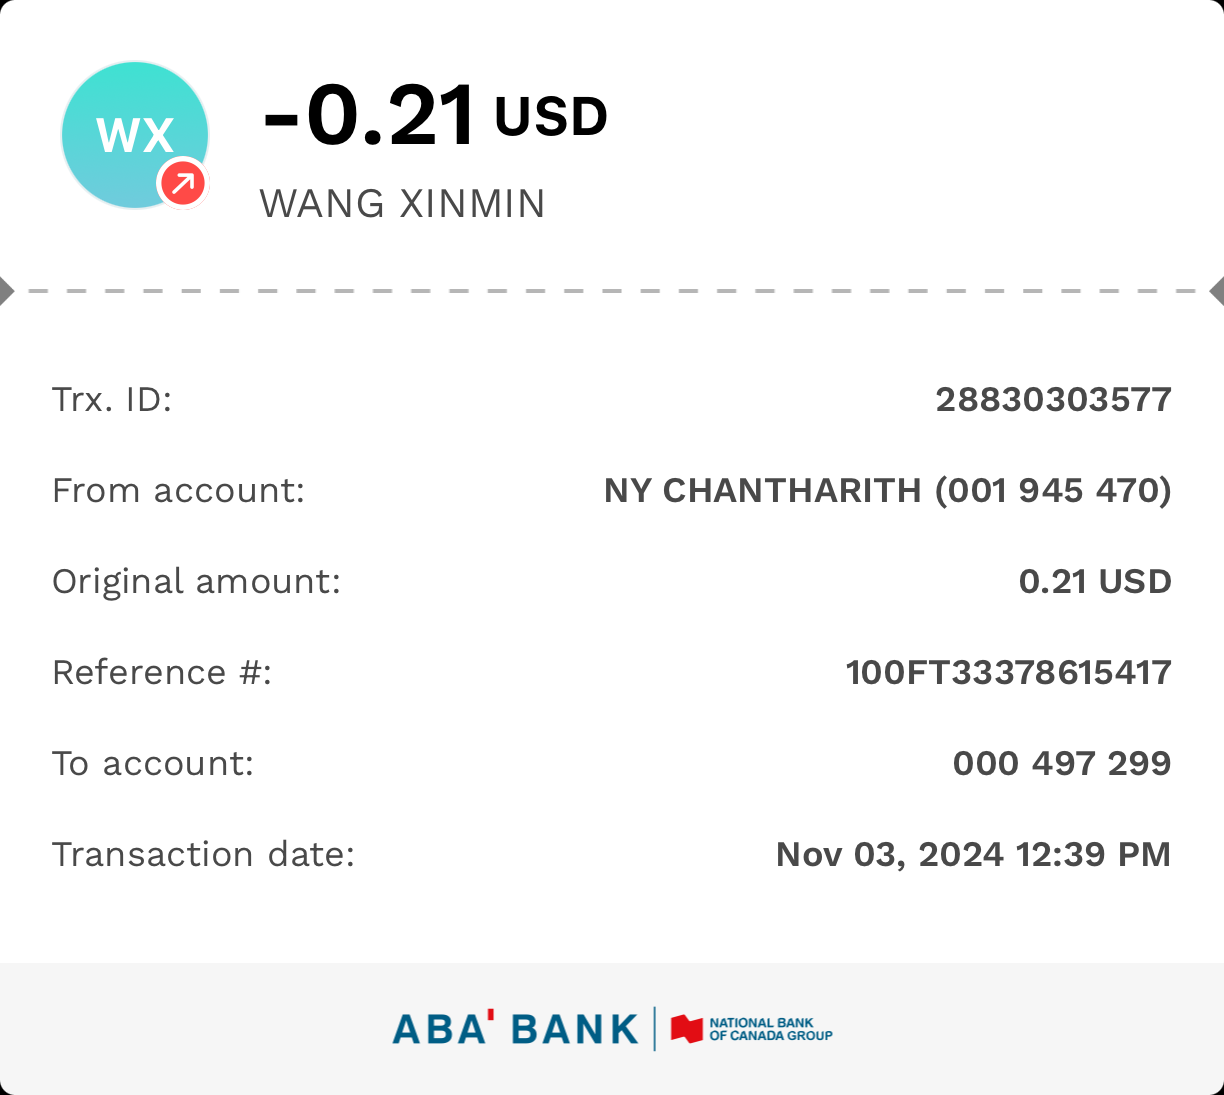 WX
-0.21 USD
WANG XINMIN
Trx. ID: 28830303577
From account: NY CHANTHARITH (001 945 470)
Original amount: 0.21 USD
Reference #: 100FT33378615417
To account: 000 497 299
Transaction date: Nov 03, 2024 12:39 PM
ABA' BANK
NATIONAL BANK
OF CANADA GROUP